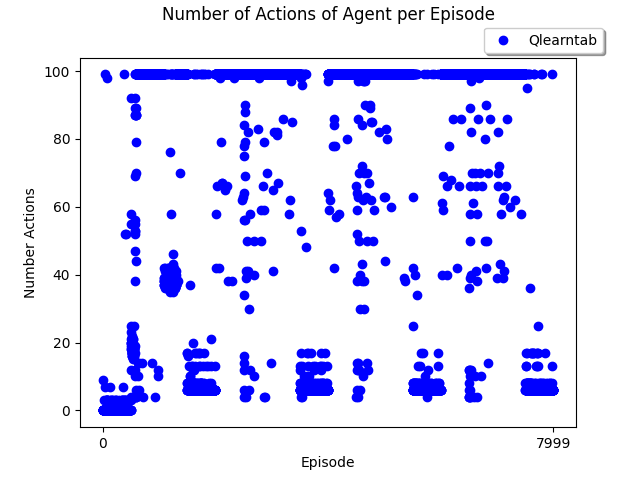 Number of Actions of Agent per Episode
Qlearntab
100
80
60
40
20
0
Number Actions
0
7999
Episode